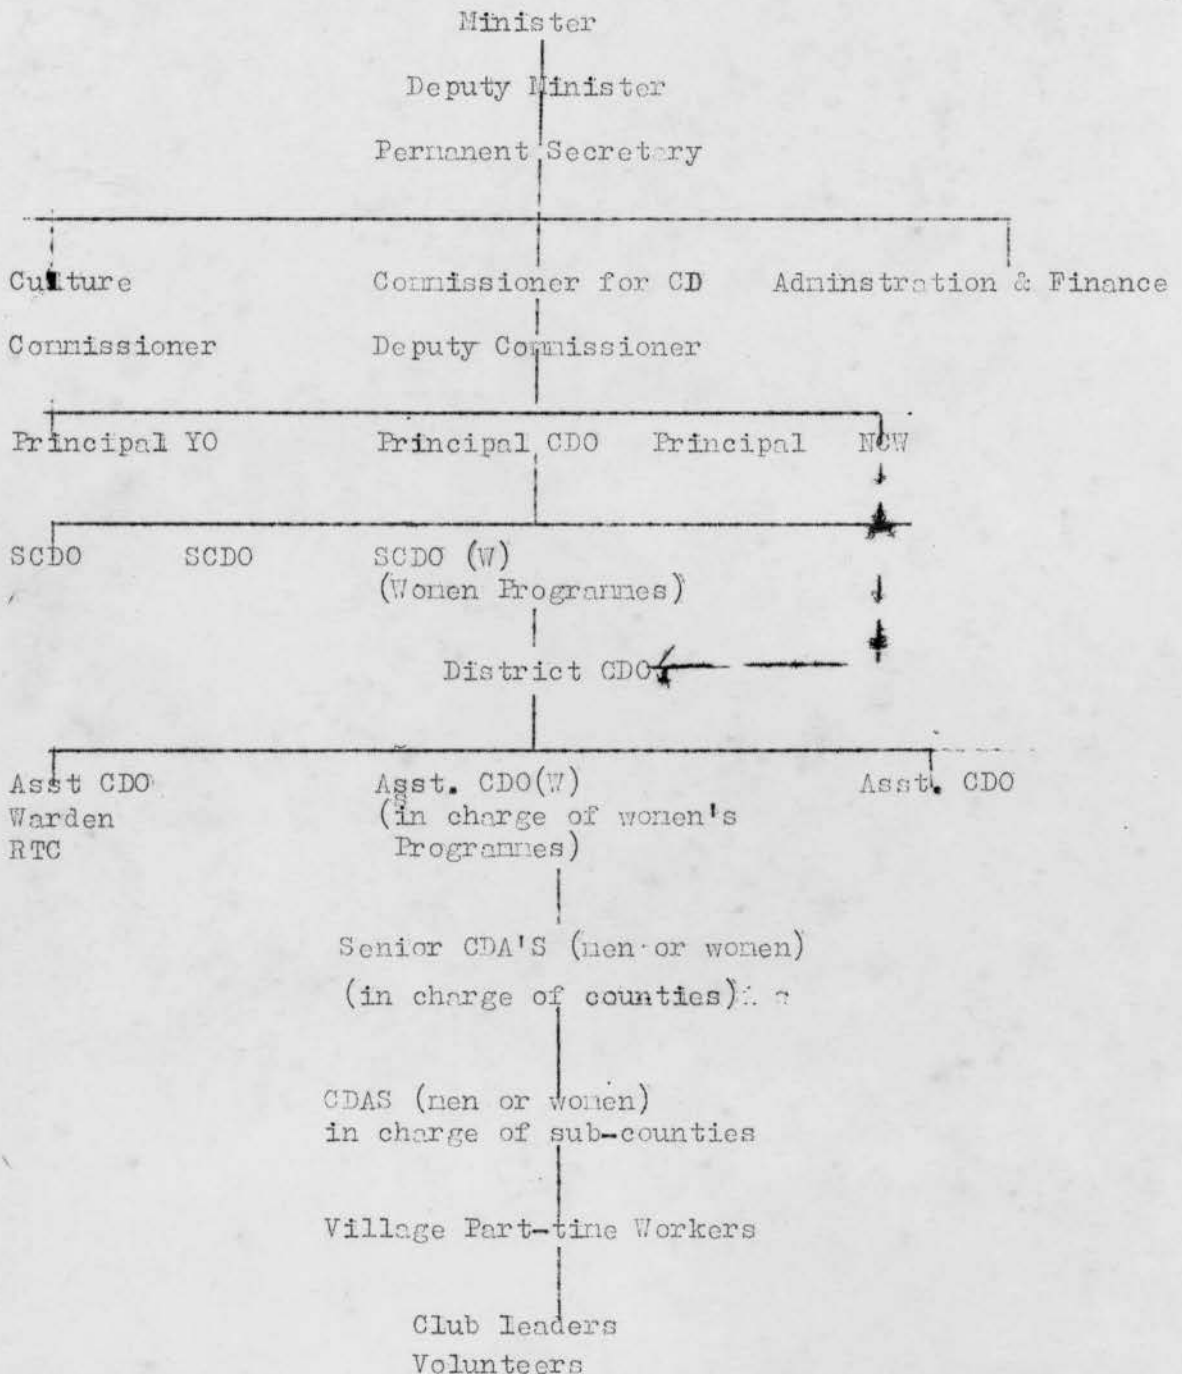 Minister
Deputy Minister
Permanent Secretary
Culture Commissioner for CD Adminstration & Finance
Commissioner Deputy Commissioner
Principal YO Principal CDO Principal NCW
SCDO SCDO SCDO (W)
(Women Programmes)
District CDO
Asst CDO Asst. CDO(W) Asst. CDO
Warden (in charge of women's
RTC Programmes)
Senior CDA'S (men or women)
(in charge of counties)
CDAS (men or women)
in charge of sub-counties
Village Part-time Workers
Club leaders
Volunteers